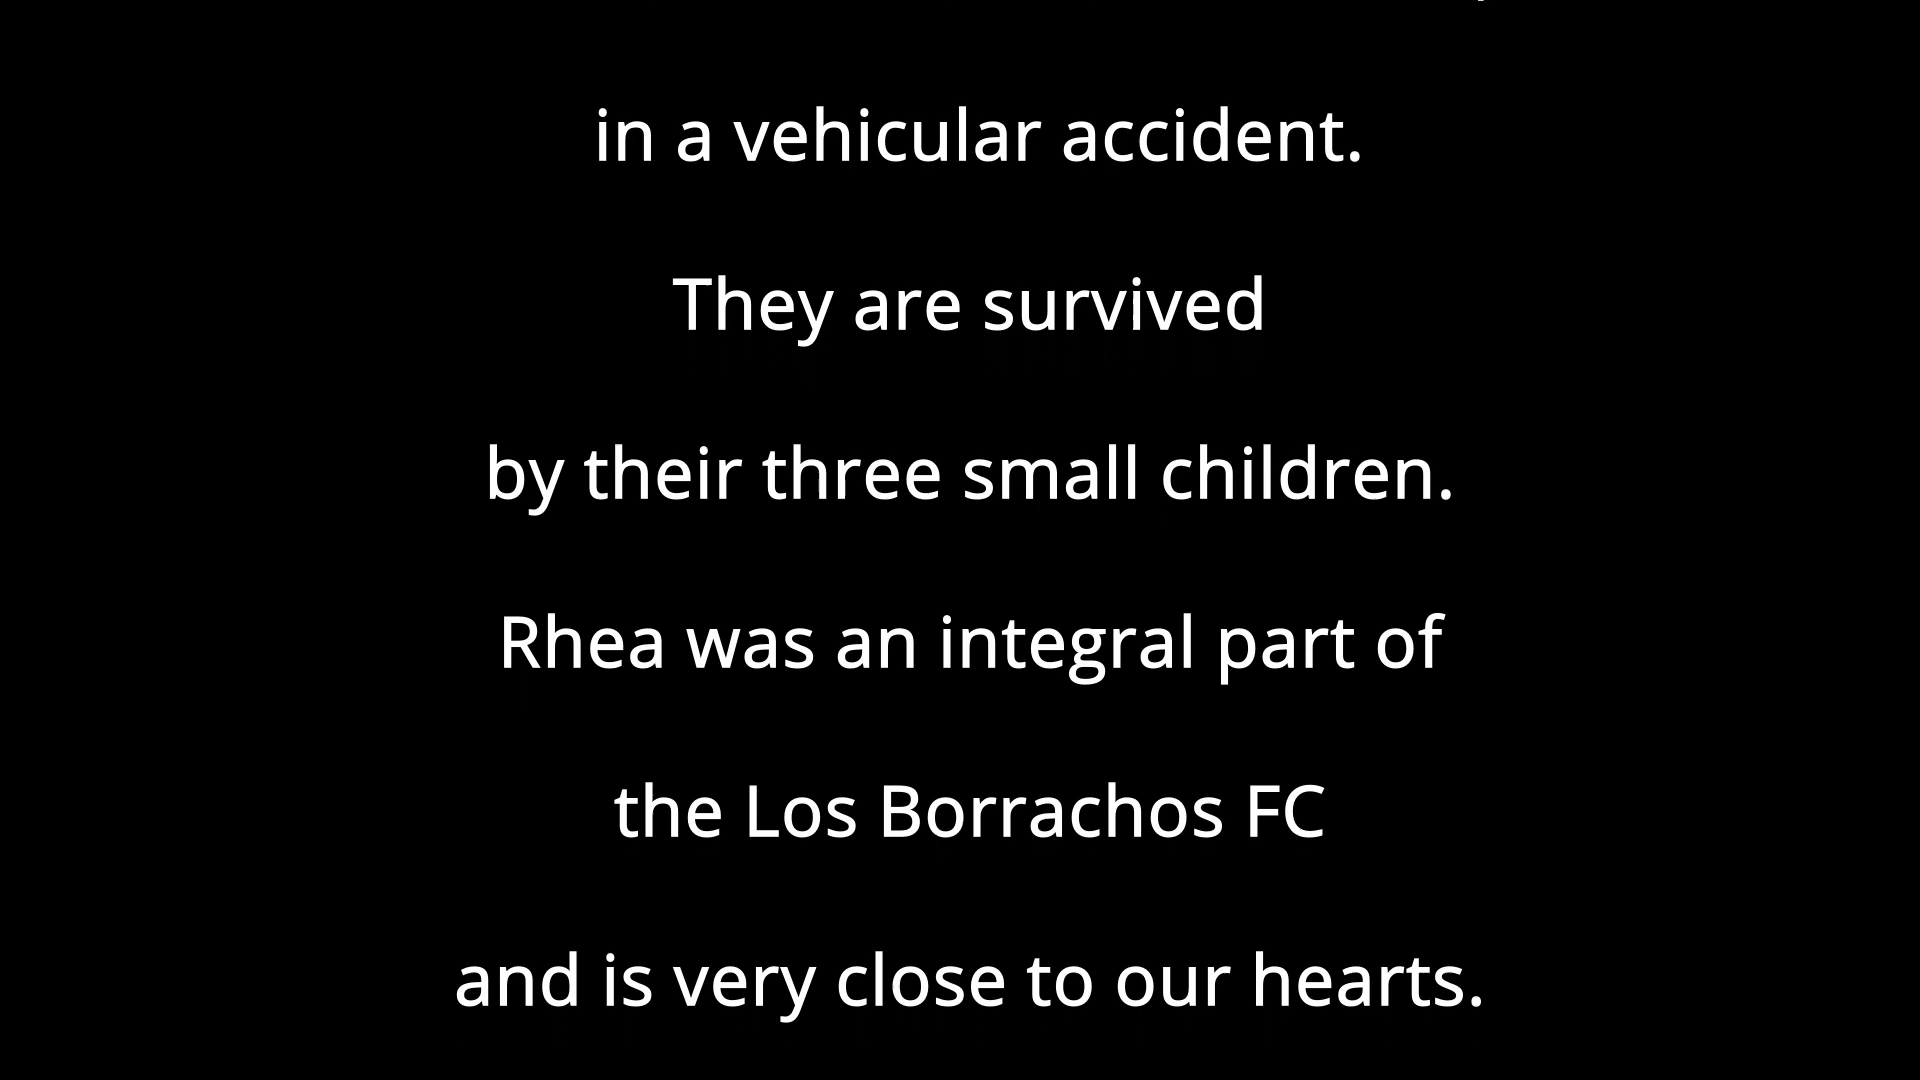 in a vehicular accident.
They are survived
by their three small children.
Rhea was an integral part of
the Los Borrachos FC
and is very close to our hearts.